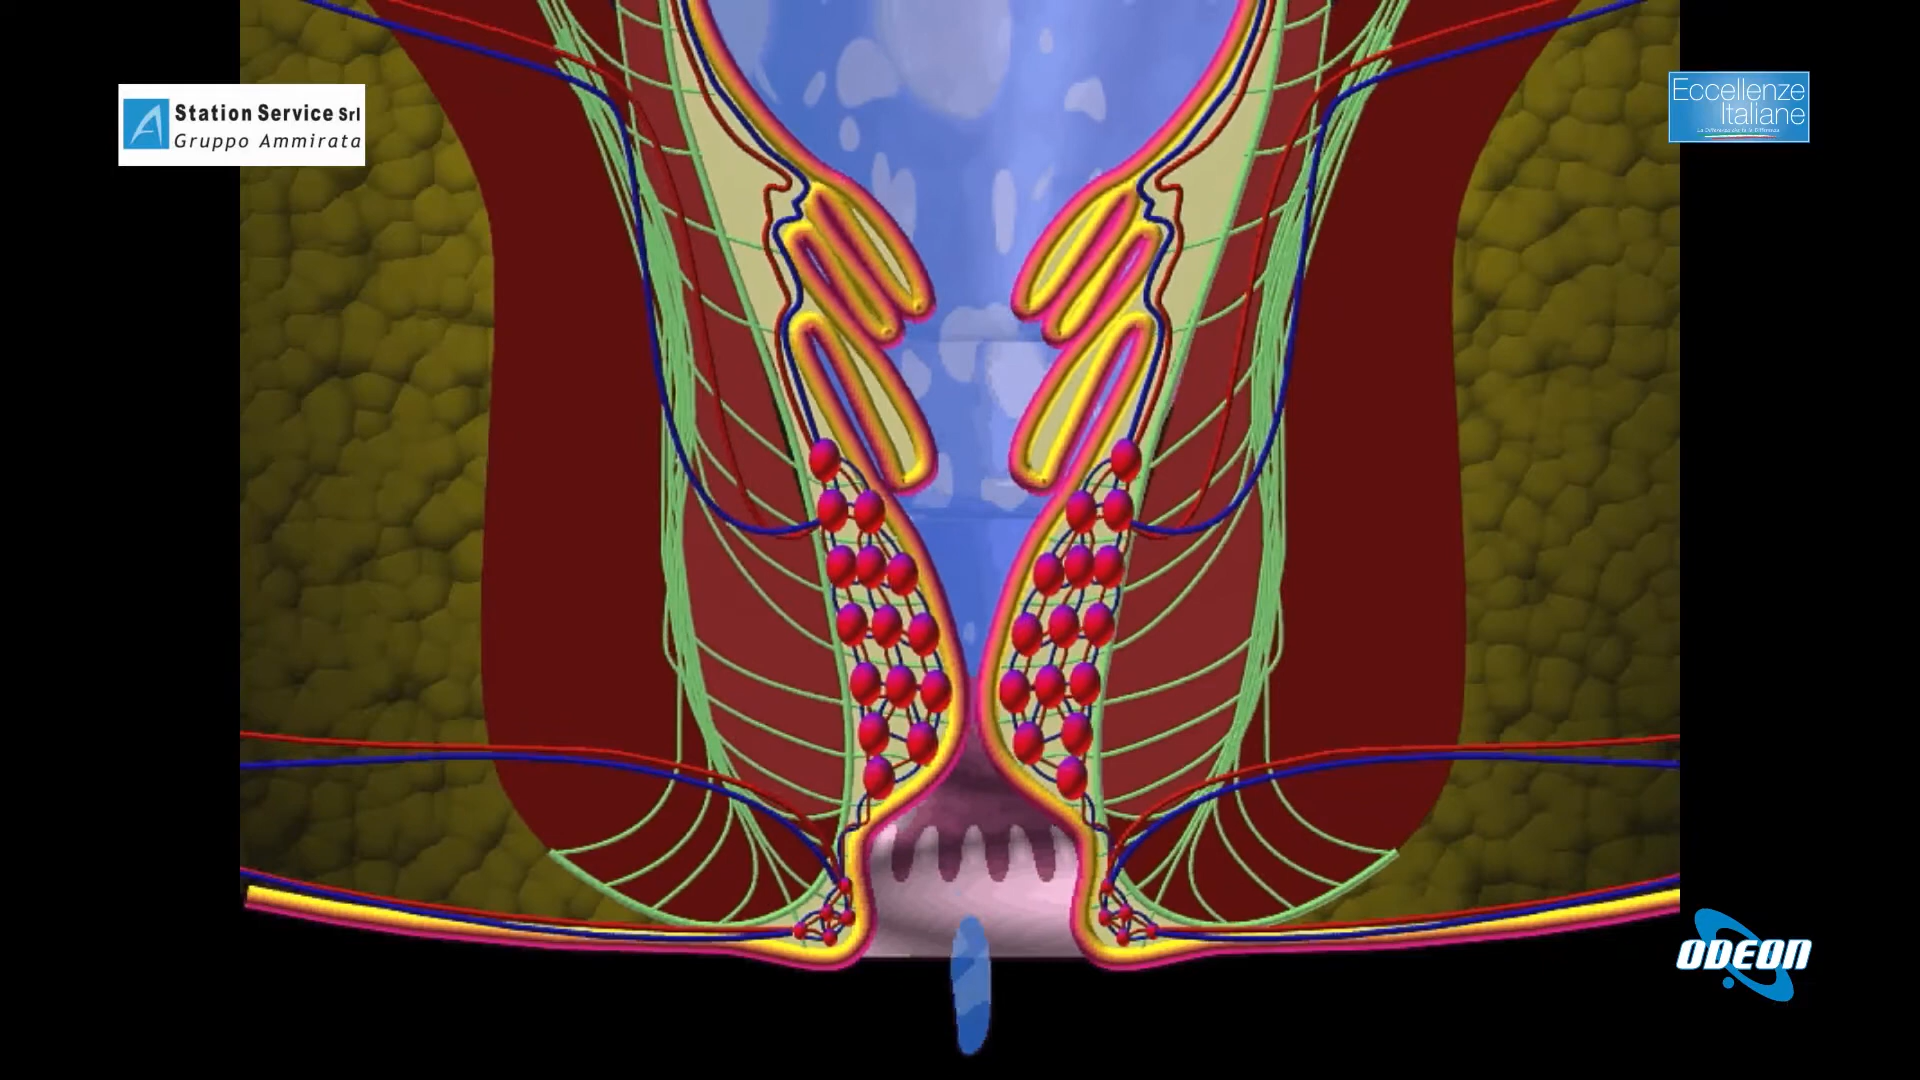 Station Service Srl
Gruppo Ammirata
Eccellenze
Italiane
ODEON